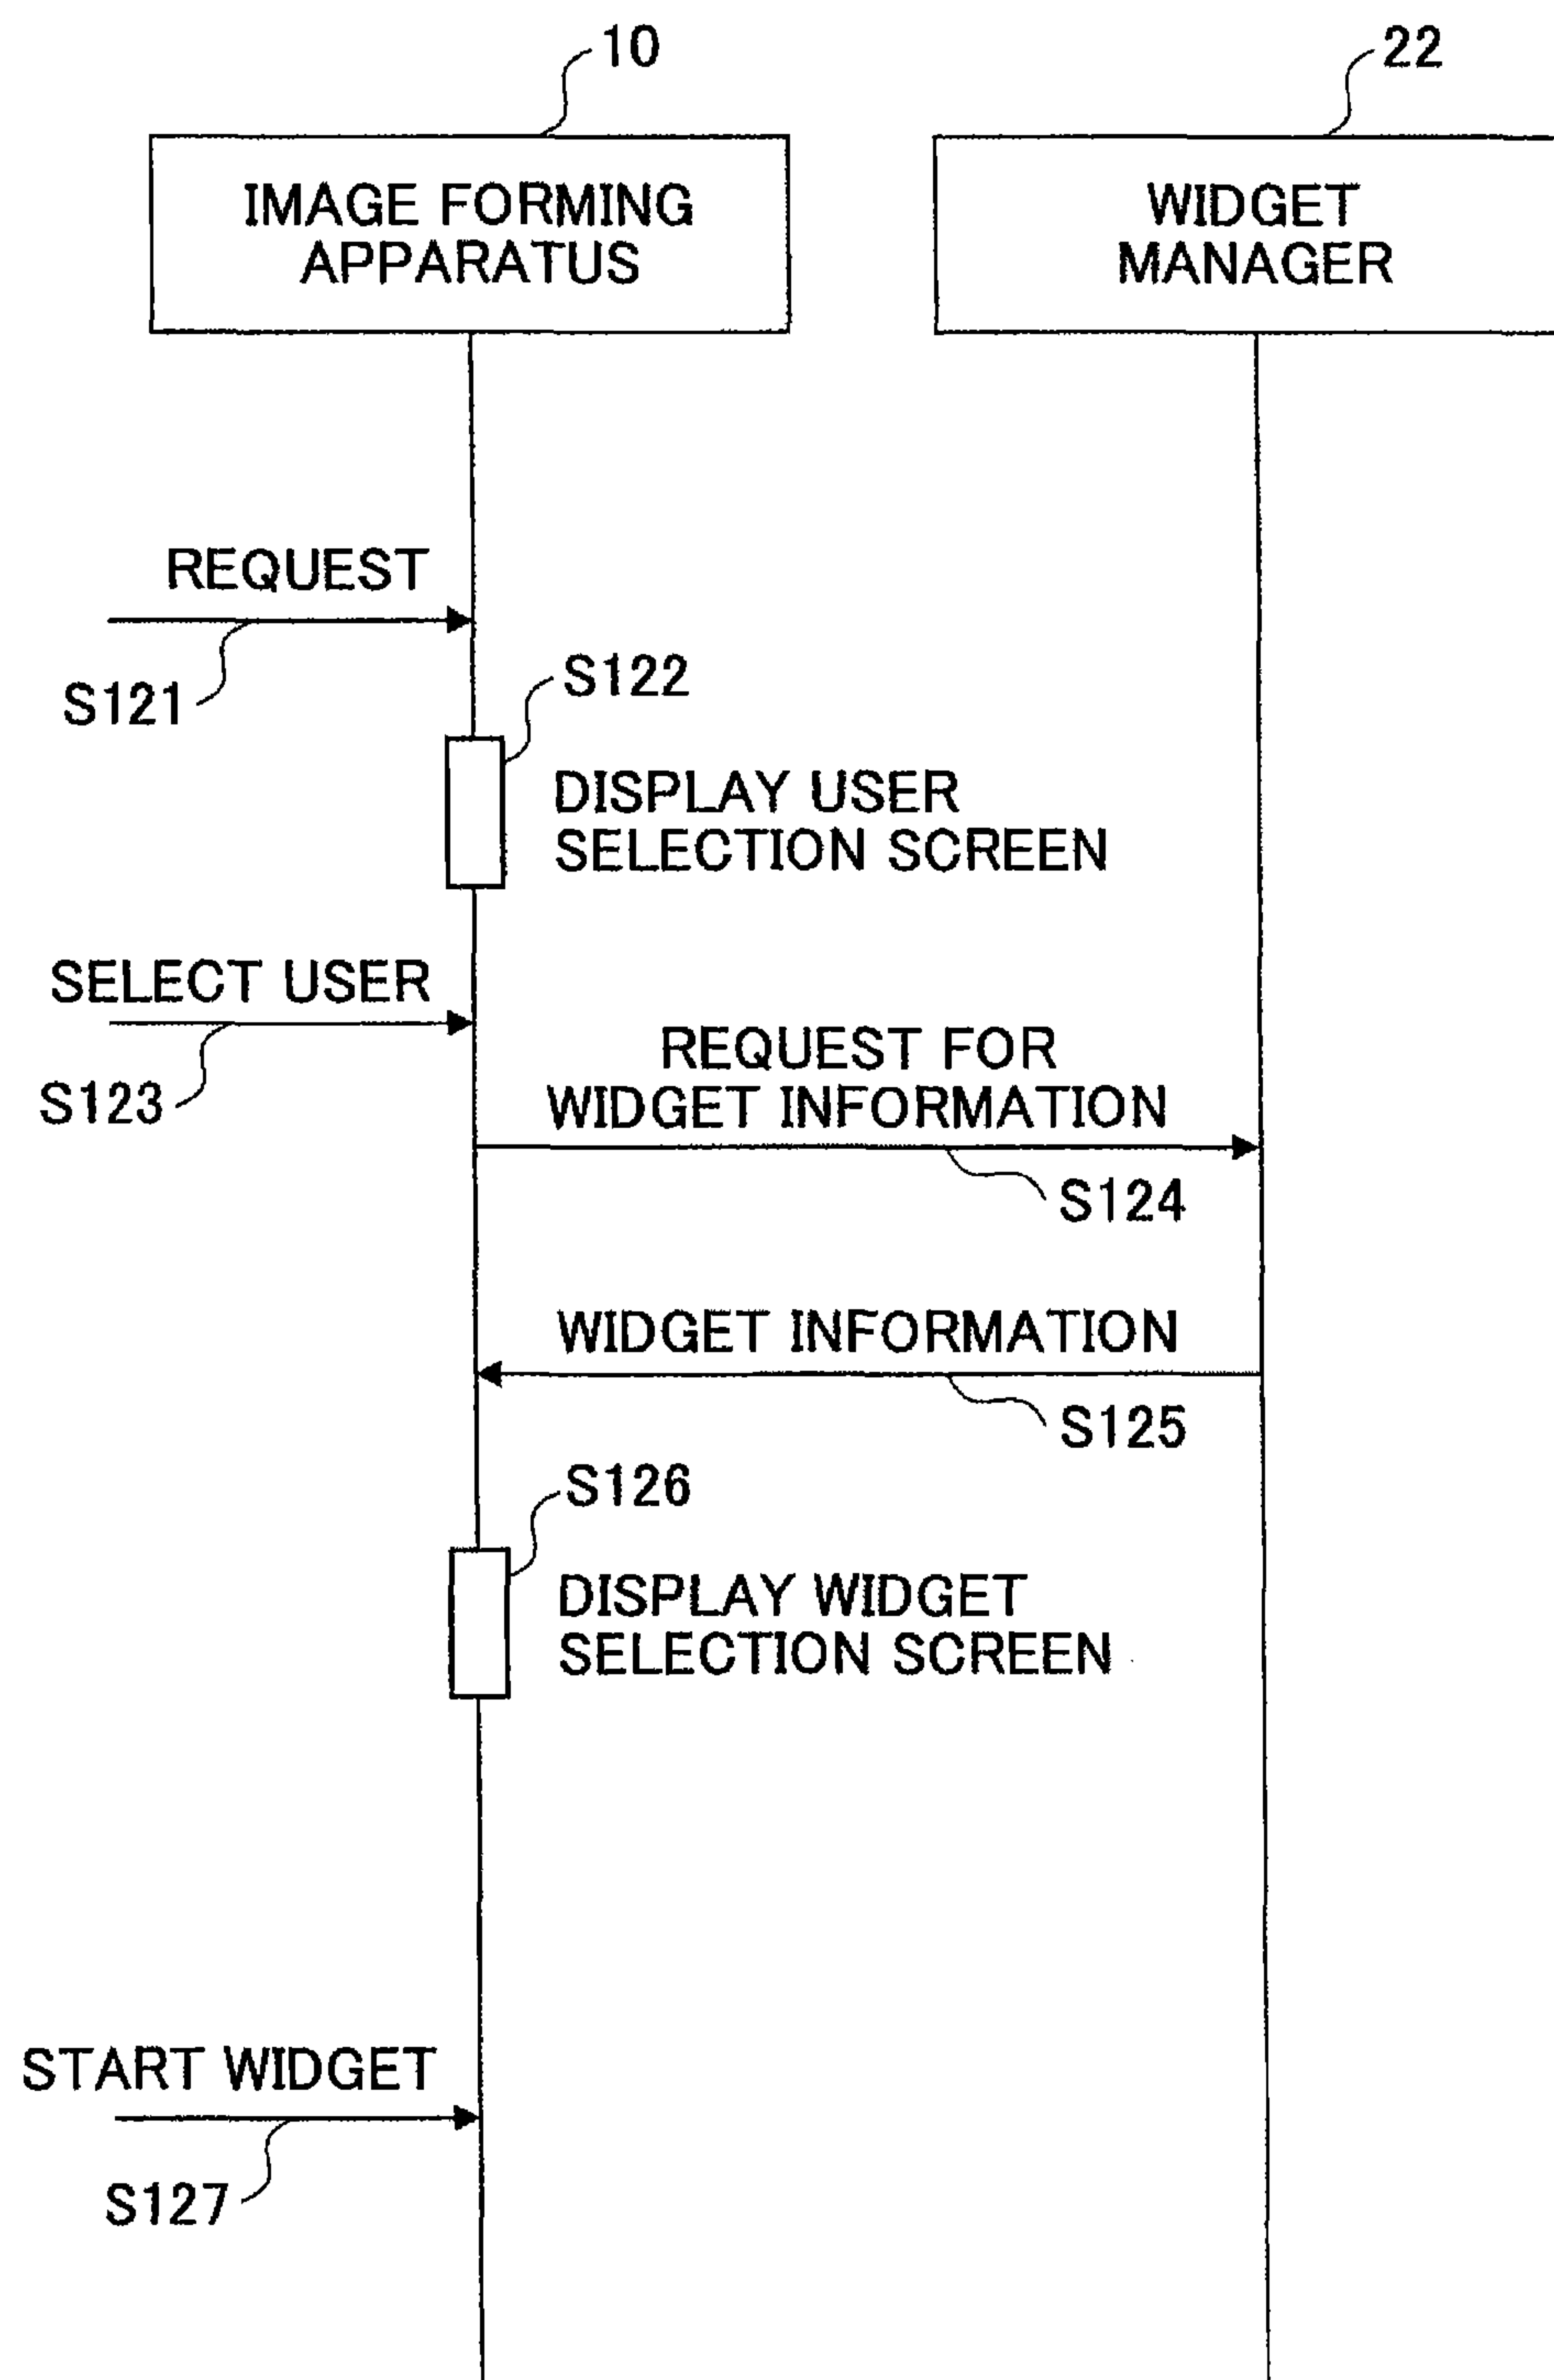 10
22
IMAGE FORMING
APPARATUS
WIDGET
MANAGER
REQUEST
S121
S122
DISPLAY USER
SELECTION SCREEN
SELECT USER
S123
REQUEST FOR
WIDGET INFORMATION
S124
WIDGET INFORMATION
S125
S126
DISPLAY WIDGET
SELECTION SCREEN
START WIDGET
S127